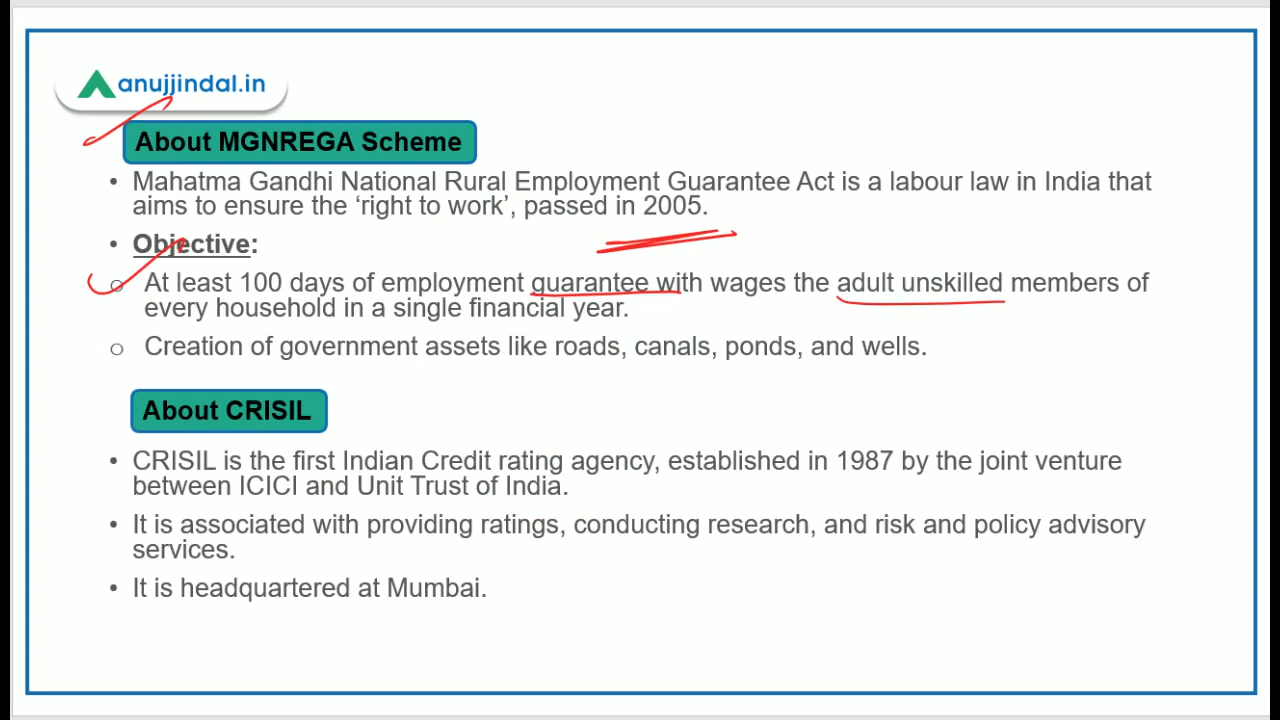 anujjindal.in
About MGNREGA Scheme
• Mahatma Gandhi National Rural Employment Guarantee Act is a labour law in India that
aims to ensure the ‘right to work’, passed in 2005.
• Objective:
o At least 100 days of employment guarantee with wages the adult unskilled members of
every household in a single financial year.
o Creation of government assets like roads, canals, ponds, and wells.
About CRISIL
• CRISIL is the first Indian Credit rating agency, established in 1987 by the joint venture
between ICICI and Unit Trust of India.
• It is associated with providing ratings, conducting research, and risk and policy advisory
services.
• It is headquartered at Mumbai.